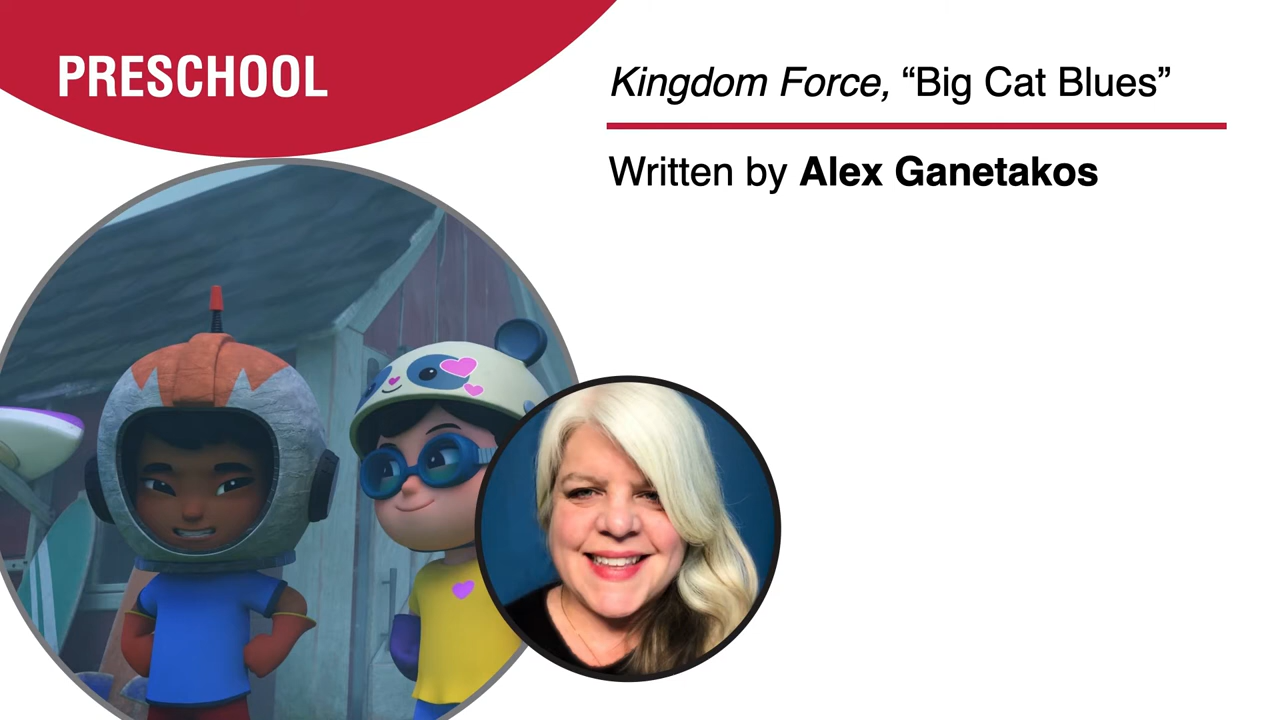 PRESCHOOL
Kingdom Force, “Big Cat Blues”
Written by Alex Ganetakos